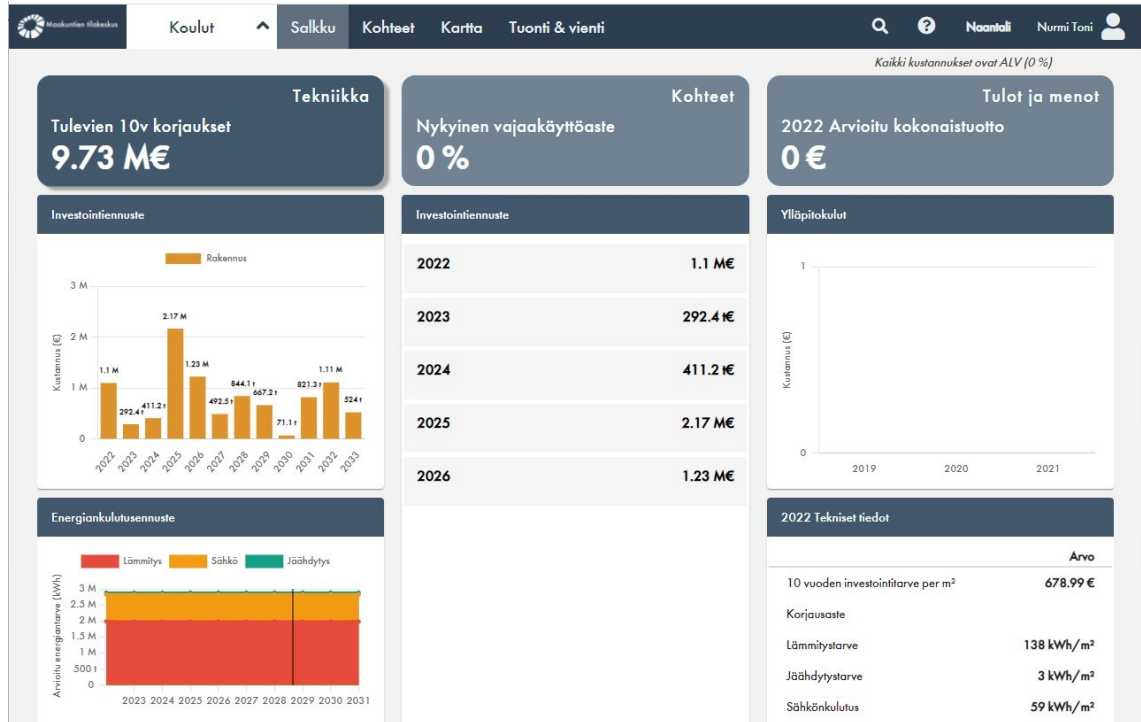 Maakuntien tilakeskus
Koulut
Salkku
Kohteet
Kartta
Tuonti & vienti
Naantali
Nurmi Toni
Kaikki kustannukset ovat ALV (0 %)
Tekniikka
Tulevien 10v korjaukset
9.73 M€
Kohteet
Nykyinen vajaakäyttöaste
0 %
Tulot ja menot
2022 Arvioitu kokonaistuotto
0 €
Investointiennuste
Rakennus
Kustannus (€)
3 M
2 M
1 M
0
1.1 M
292.4 t
411.2 t
2.17 M
1.23 M
492.5 t
844.1 t
667.2 t
71.1 t
821.3 t
1.11 M
524 t
2022 2023 2024 2025 2026 2027 2028 2029 2030 2031 2032 2033
Investointiennuste
2022 1.1 M€
2023 292.4 t€
2024 411.2 t€
2025 2.17 M€
2026 1.23 M€
Ylläpitokulut
Kustannus (€)
1
0
2019 2020 2021
Energiankulutusennuste
Lämmitys Sähkö Jäähdytys
Arvioitu energiantarve (kWh)
3 M
2.5 M
2 M
1.5 M
1 M
500 t
0
2023 2024 2025 2026 2027 2028 2029 2030 2031
2022 Tekniset tiedot
Arvo
10 vuoden investointitarve per m² 678.99 €
Korjausaste
Lämmitystarve 138 kWh/m²
Jäähdytystarve 3 kWh/m²
Sähkönkulutus 59 kWh/m²